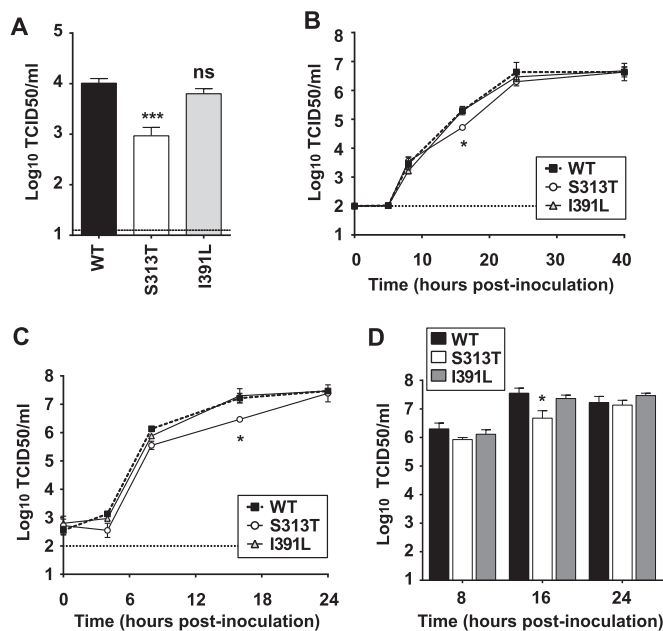 A
Log10 TCID50/ml
5
4
3
2
1
***
ns
WT
S313T
I391L
B
Log10 TCID50/ml
8
7
6
5
4
3
2
1
*
WT
S313T
I391L
0 10 20 30 40
Time (hours post-inoculation)
C
Log10 TCID50/ml
8
7
6
5
4
3
2
1
*
WT
S313T
I391L
0 6 12 18 24
Time (hours post-inoculation)
D
WT
S313T
I391L
Log10 TCID50/ml
8
7
6
5
4
3
2
1
*
8 16 24
Time (hours post-inoculation)